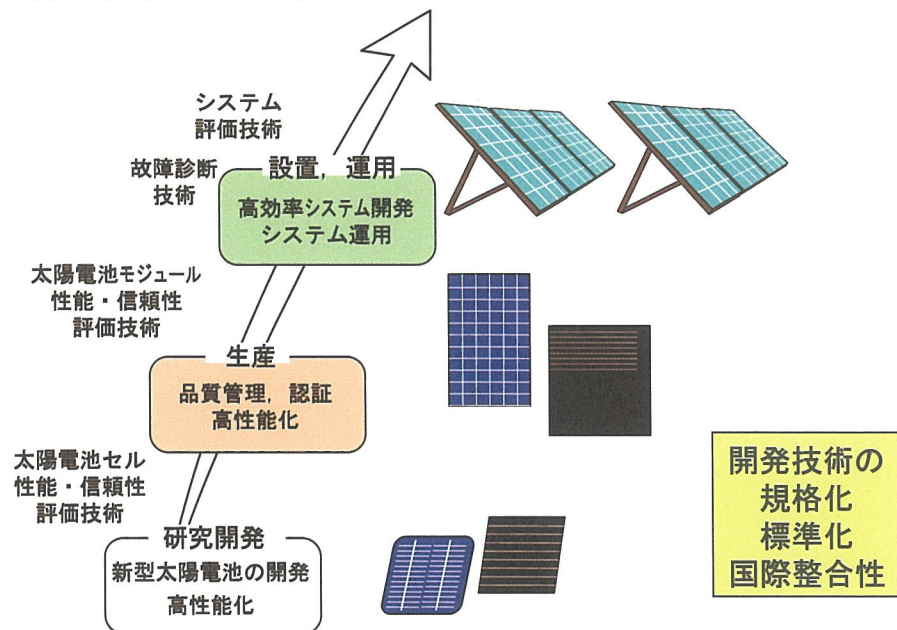 システム
評価技術
故障診断
技術
設置，運用
高効率システム開発
システム運用
太陽電池モジュール
性能・信頼性
評価技術
生産
品質管理，認証
高性能化
太陽電池セル
性能・信頼性
評価技術
研究開発
新型太陽電池の開発
高性能化
開発技術の
規格化
標準化
国際整合性